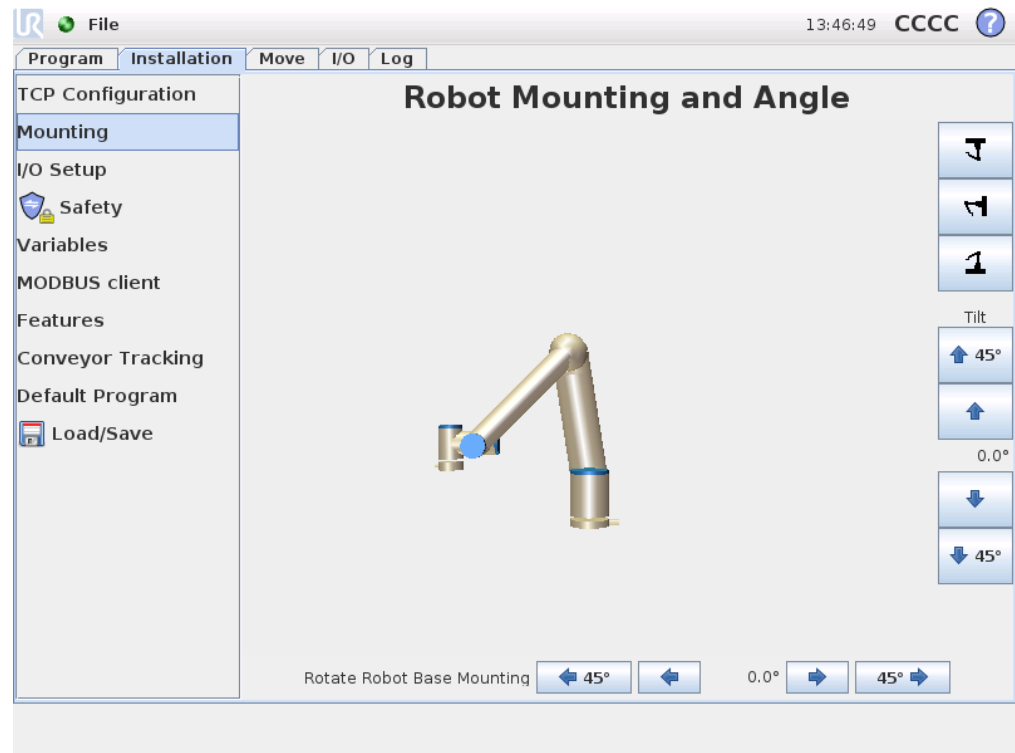 UR File 13:46:49 CCCC ?
Program Installation Move I/O Log
TCP Configuration
Mounting
I/O Setup
Safety
Variables
MODBUS client
Features
Conveyor Tracking
Default Program
Load/Save
Robot Mounting and Angle
Tilt
45°
0.0°
45°
Rotate Robot Base Mounting 45° 0.0° 45°